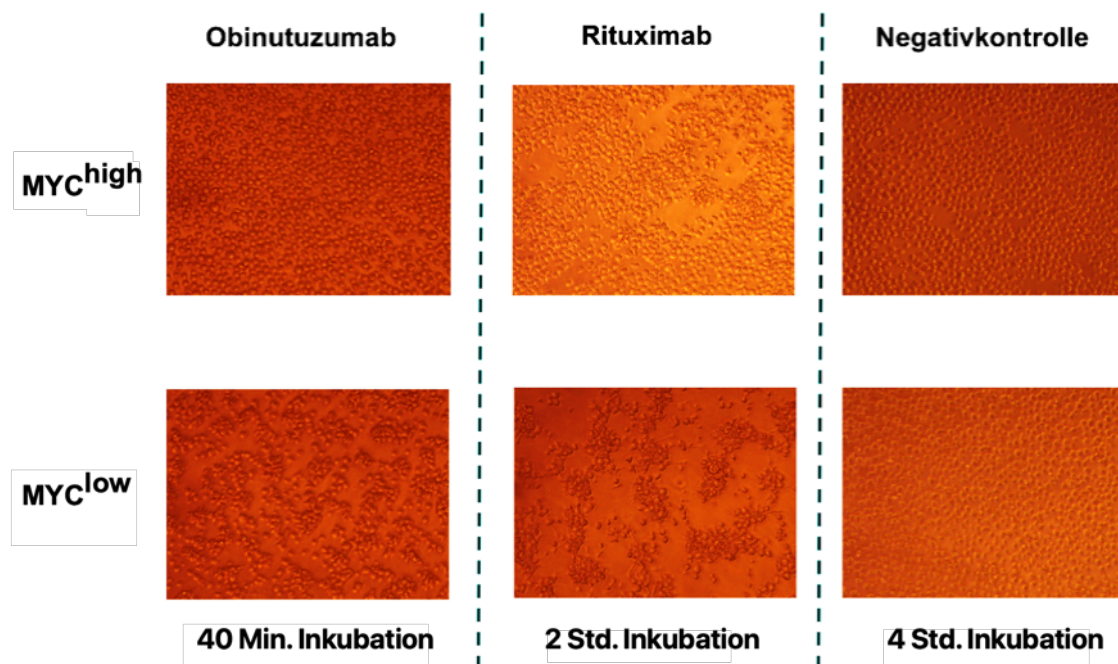 Obinutuzumab Rituximab Negativkontrolle
MYChigh
MYClow
40 Min. Inkubation 2 Std. Inkubation 4 Std. Inkubation